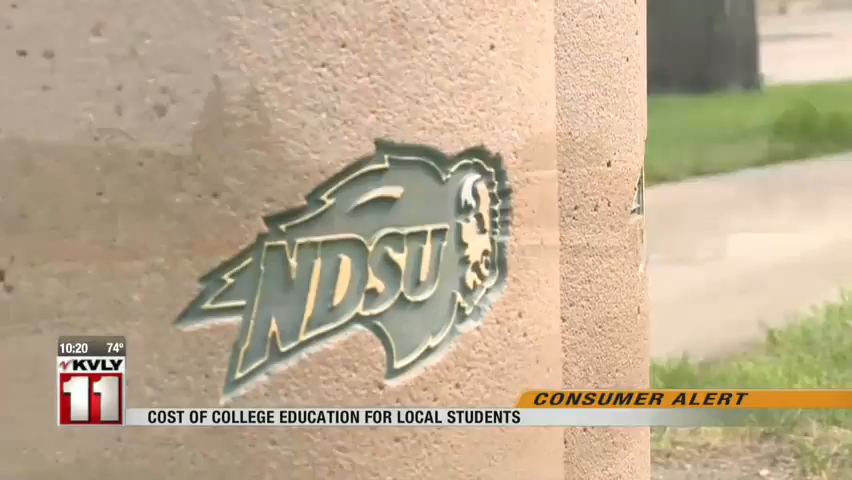 NDSU
10:20 74°
KVLY
11
CONSUMER ALERT
COST OF COLLEGE EDUCATION FOR LOCAL STUDENTS